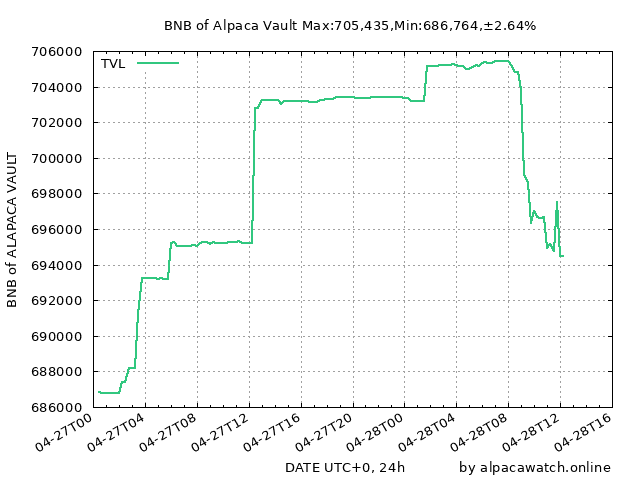 BNB of Alpaca Vault Max:705,435,Min:686,764,±2.64%
TVL
BNB of ALAPACA VAULT
706000
704000
702000
700000
698000
696000
694000
692000
690000
688000
686000
04-27T00
04-27T04
04-27T08
04-27T12
04-27T16
04-27T20
04-28T00
04-28T04
04-28T08
04-28T12
04-28T16
DATE UTC+0, 24h
by alpacawatch.online